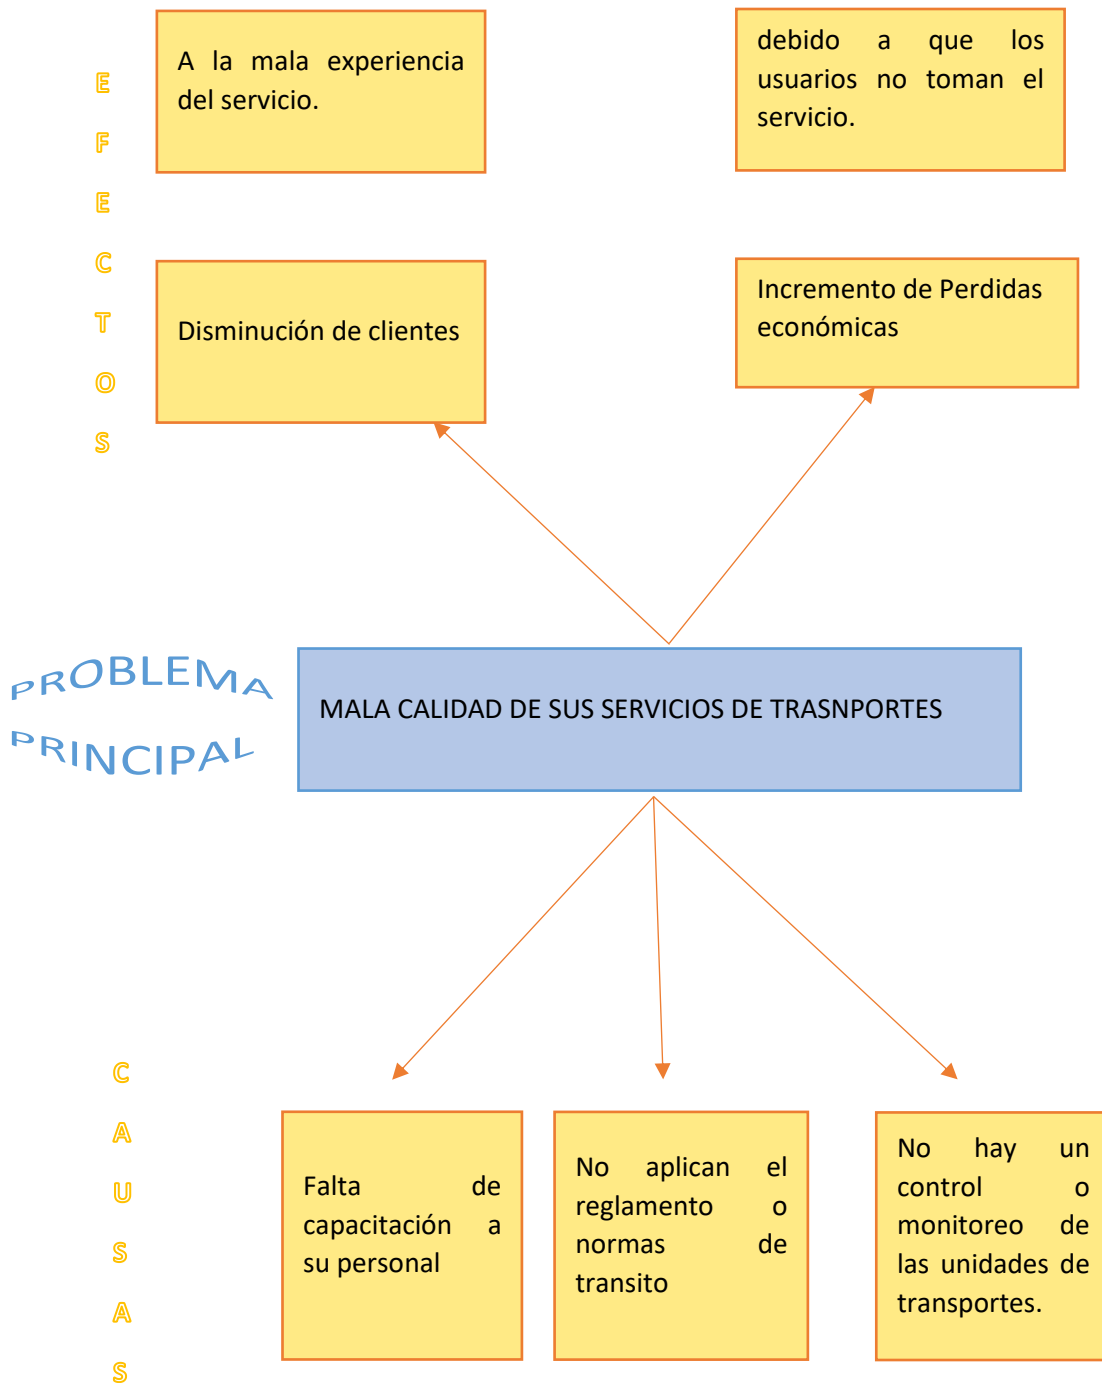 A la mala experiencia
del servicio.
debido a que los
usuarios no toman el
servicio.
E
F
E
C
T
O
S
Disminución de clientes
Incremento de Perdidas
económicas
PROBLEMA
PRINCIPAL
MALA CALIDAD DE SUS SERVICIOS DE TRASNPORTES
C
A
U
S
A
S
Falta de
capacitación a
su personal
No aplican el
reglamento o
normas de
transito
No hay un
control o
monitoreo de
las unidades de
transportes.